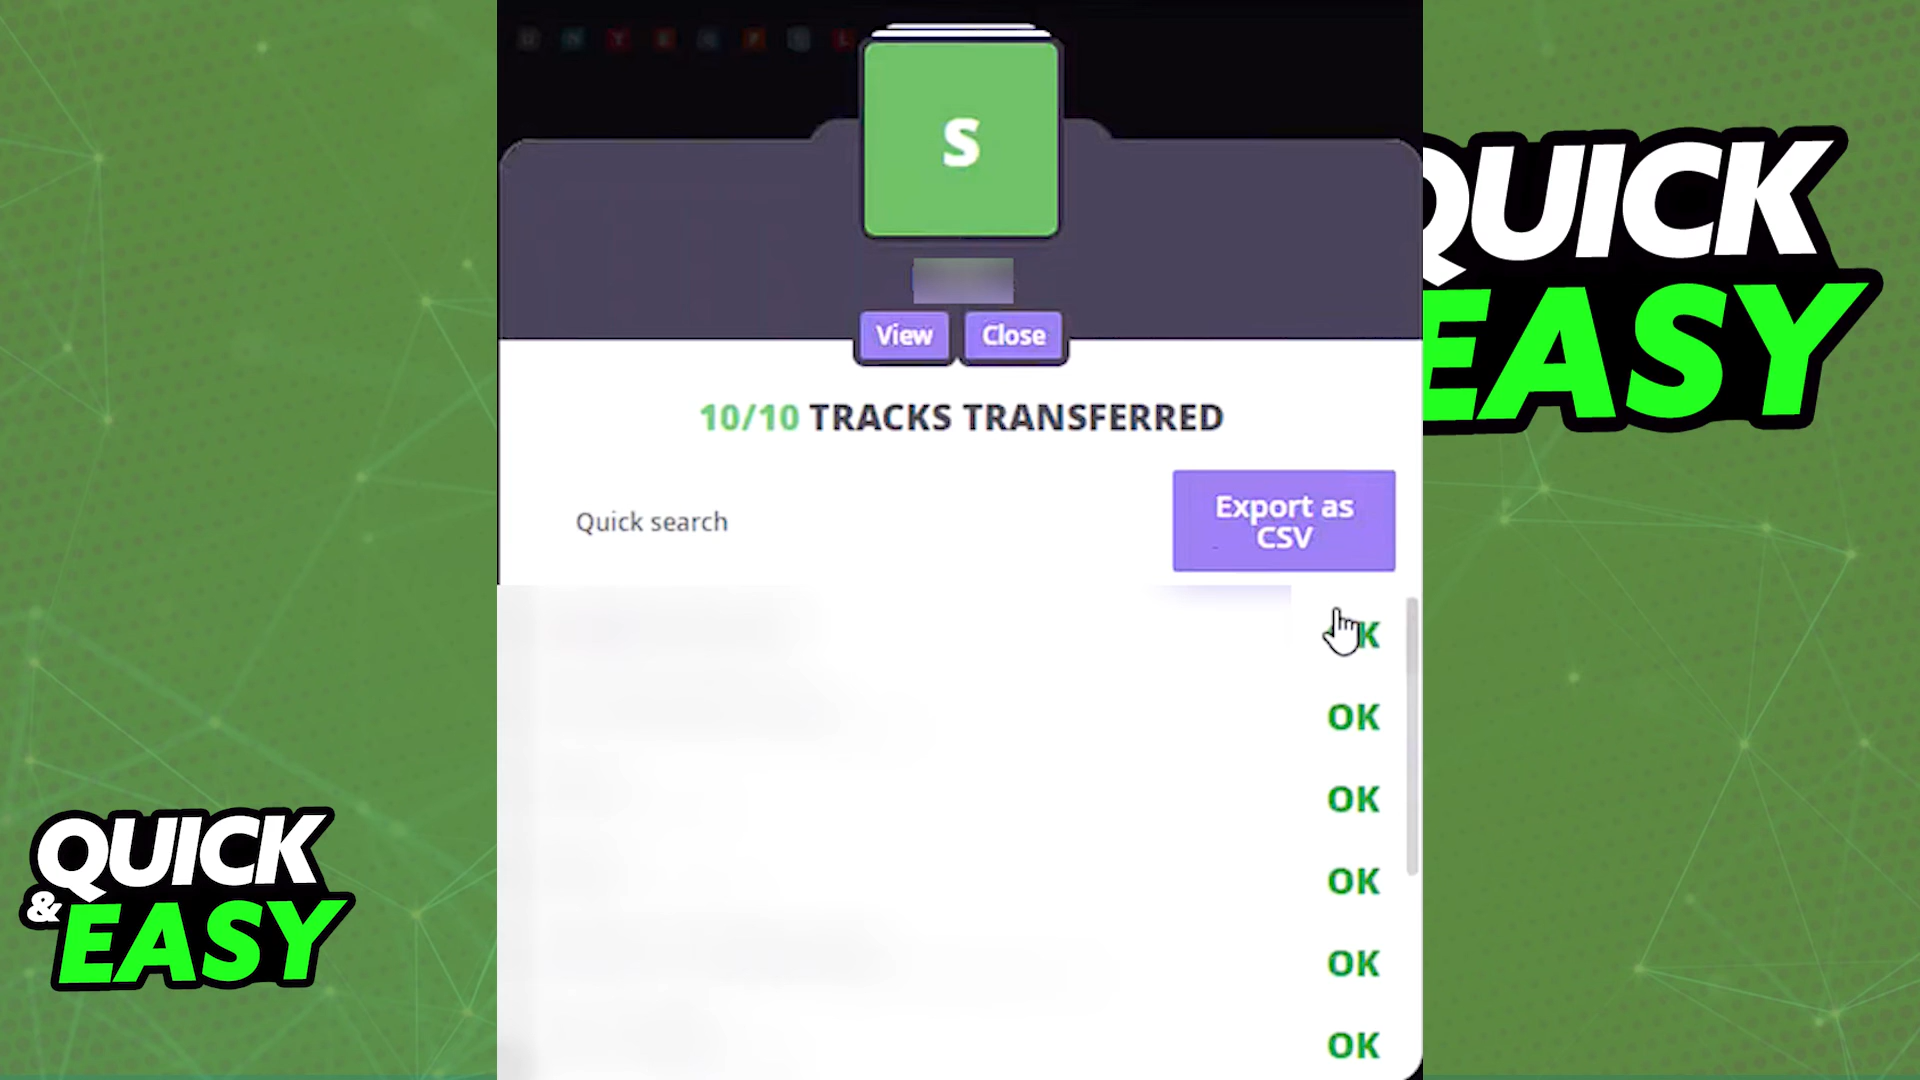 S
View Close
10/10 TRACKS TRANSFERRED
Quick search
Export as
CSV
OK
OK
OK
OK
OK
QUICK
EASY
QUICK
&
EASY